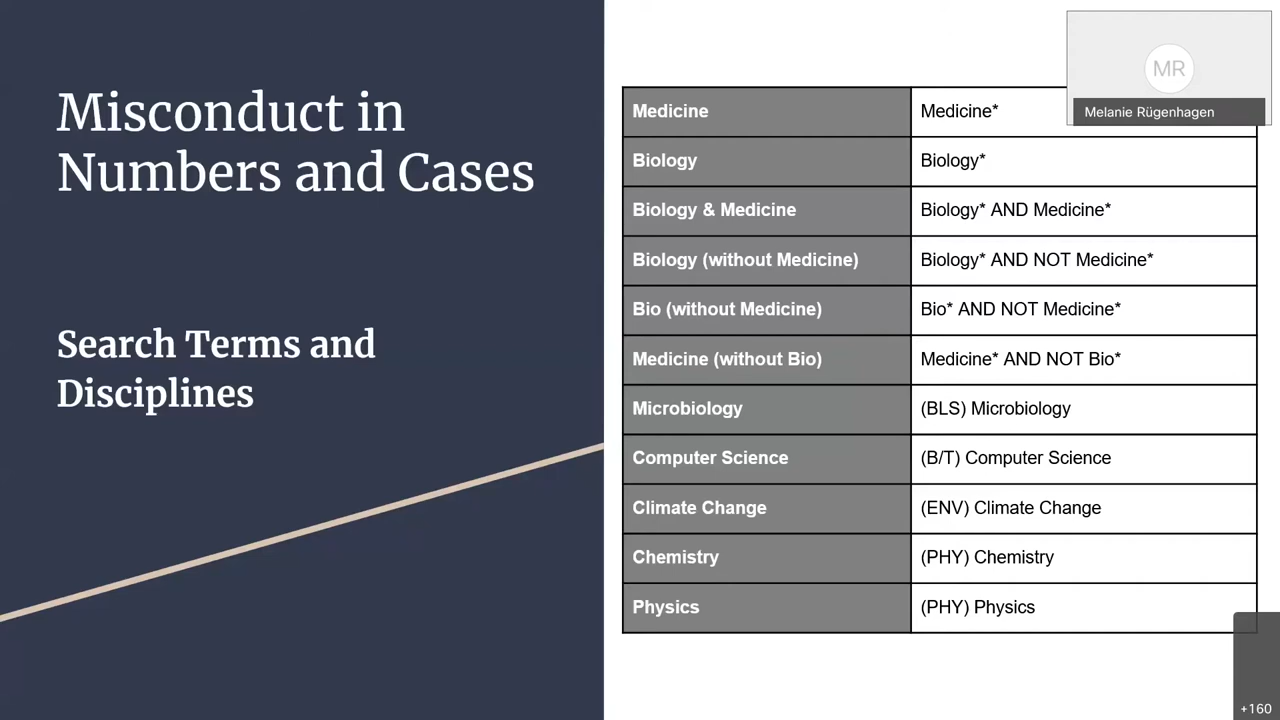 Misconduct in
Numbers and Cases
Search Terms and
Disciplines
MR
Melanie Rügenhagen
Medicine Medicine*
Biology Biology*
Biology & Medicine Biology* AND Medicine*
Biology (without Medicine) Biology* AND NOT Medicine*
Bio (without Medicine) Bio* AND NOT Medicine*
Medicine (without Bio) Medicine* AND NOT Bio*
Microbiology (BLS) Microbiology
Computer Science (B/T) Computer Science
Climate Change (ENV) Climate Change
Chemistry (PHY) Chemistry
Physics (PHY) Physics
+160